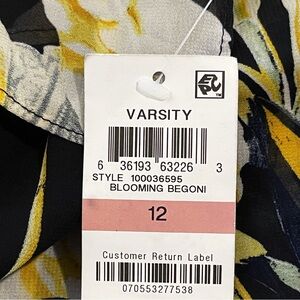 VARSITY
6 36193 63226 3
STYLE 100036595
BLOOMING BEGONI
12
Customer Return Label
070553277538